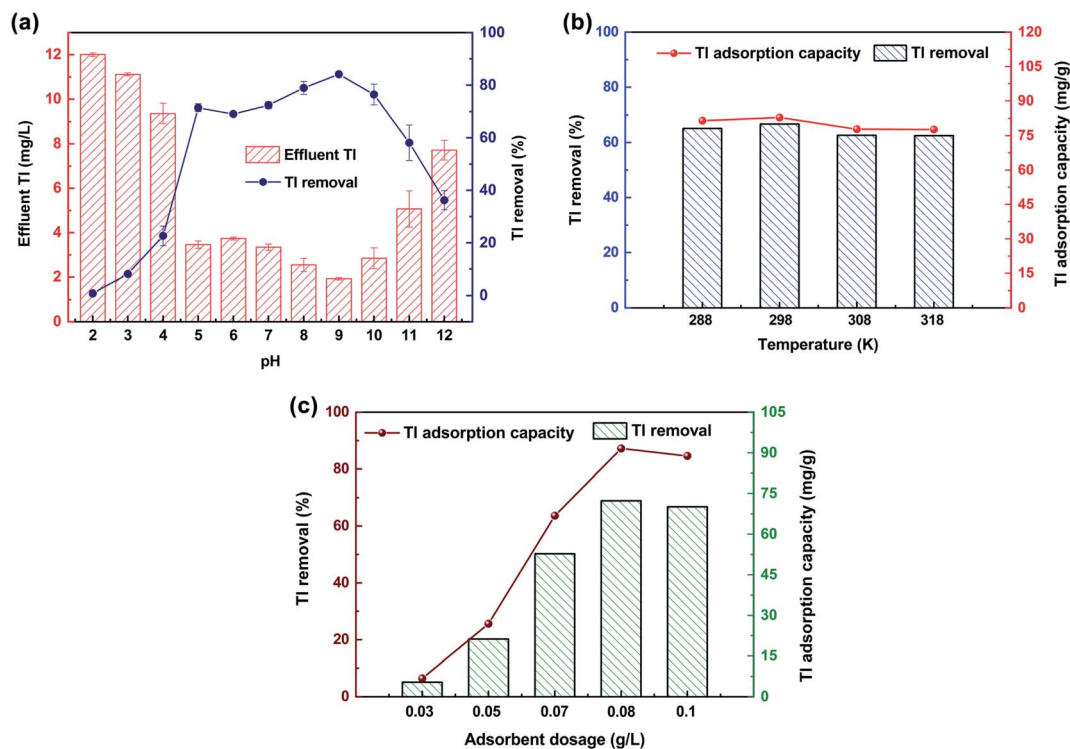 (a)
12
10
8
6
4
2
0
Effluent Tl (mg/L)
Effluent Tl
Tl removal
100
80
60
40
20
0
Tl removal (%)
2 3 4 5 6 7 8 9 10 11 12
pH
(b)
100
80
60
40
20
0
Tl removal (%)
Tl adsorption capacity Tl removal
120
105
90
75
60
45
30
15
0
Tl adsorption capacity (mg/g)
288 298 308 318
Temperature (K)
(c)
100
80
60
40
20
0
Tl removal (%)
Tl adsorption capacity Tl removal
105
90
75
60
45
30
15
0
Tl adsorption capacity (mg/g)
0.03 0.05 0.07 0.08 0.1
Adsorbent dosage (g/L)